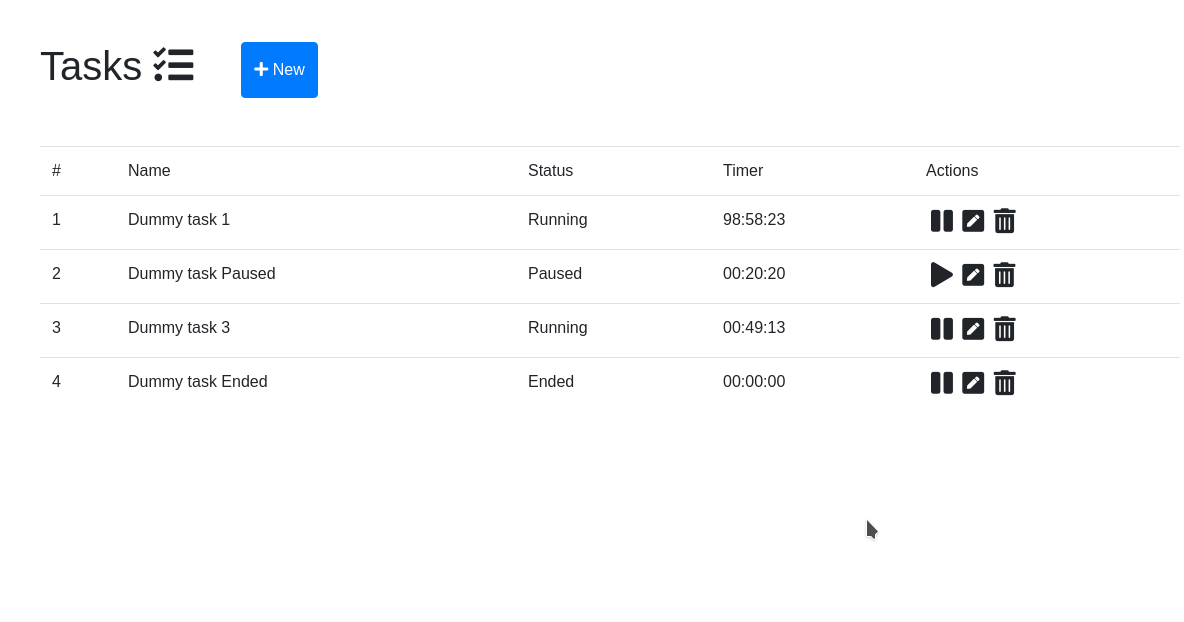 Tasks
New
# Name Status Timer Actions
1 Dummy task 1 Running 98:58:23
2 Dummy task Paused Paused 00:20:20
3 Dummy task 3 Running 00:49:13
4 Dummy task Ended Ended 00:00:00